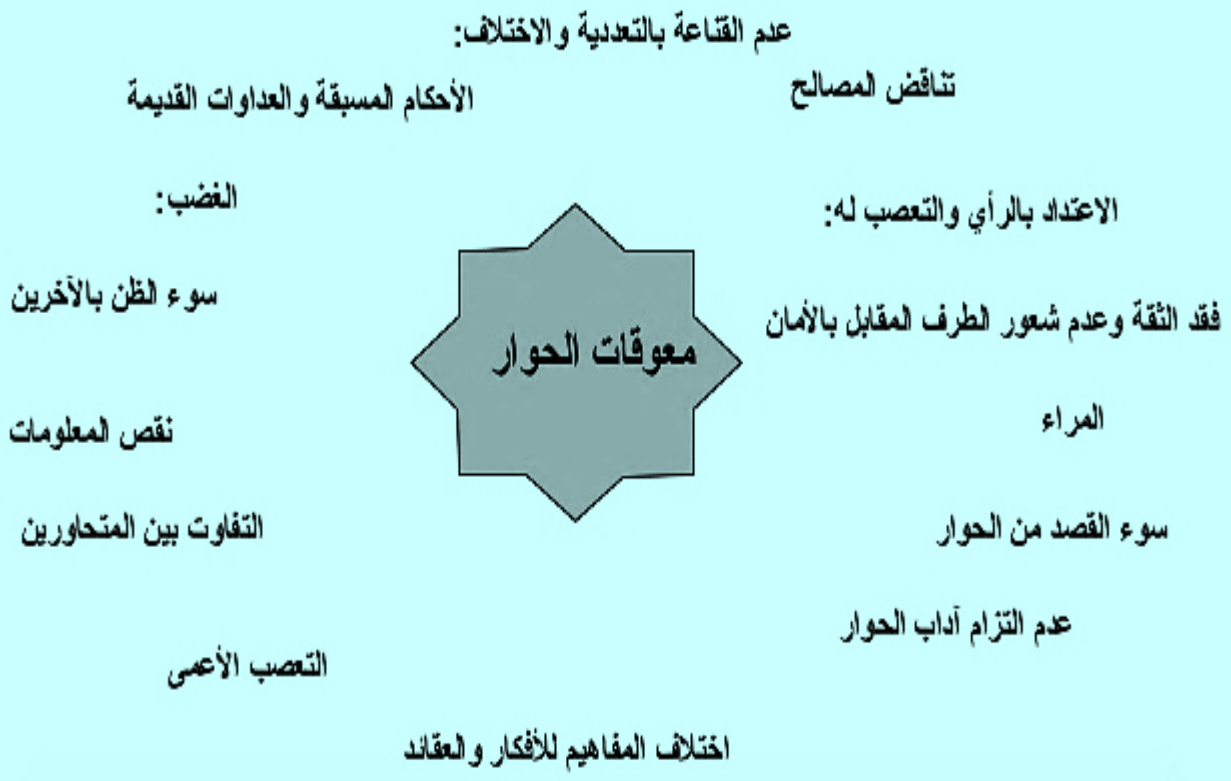 عدم القناعة بالتعددية والاختلاف:
تناقض المصالح
الأحكام المسبقة والعداوات القديمة
الاعتداد بالرأي والتعصب له:
الغضب:
فقد الثقة وعدم شعور الطرف المقابل بالأمان
سوء الظن بالآخرين
معوقات الحوار
المراء
نقص المعلومات
سوء القصد من الحوار
التفاوت بين المتحاورين
عدم التزام آداب الحوار
التعصب الأعمى
اختلاف المفاهيم للأفكار والعقائد